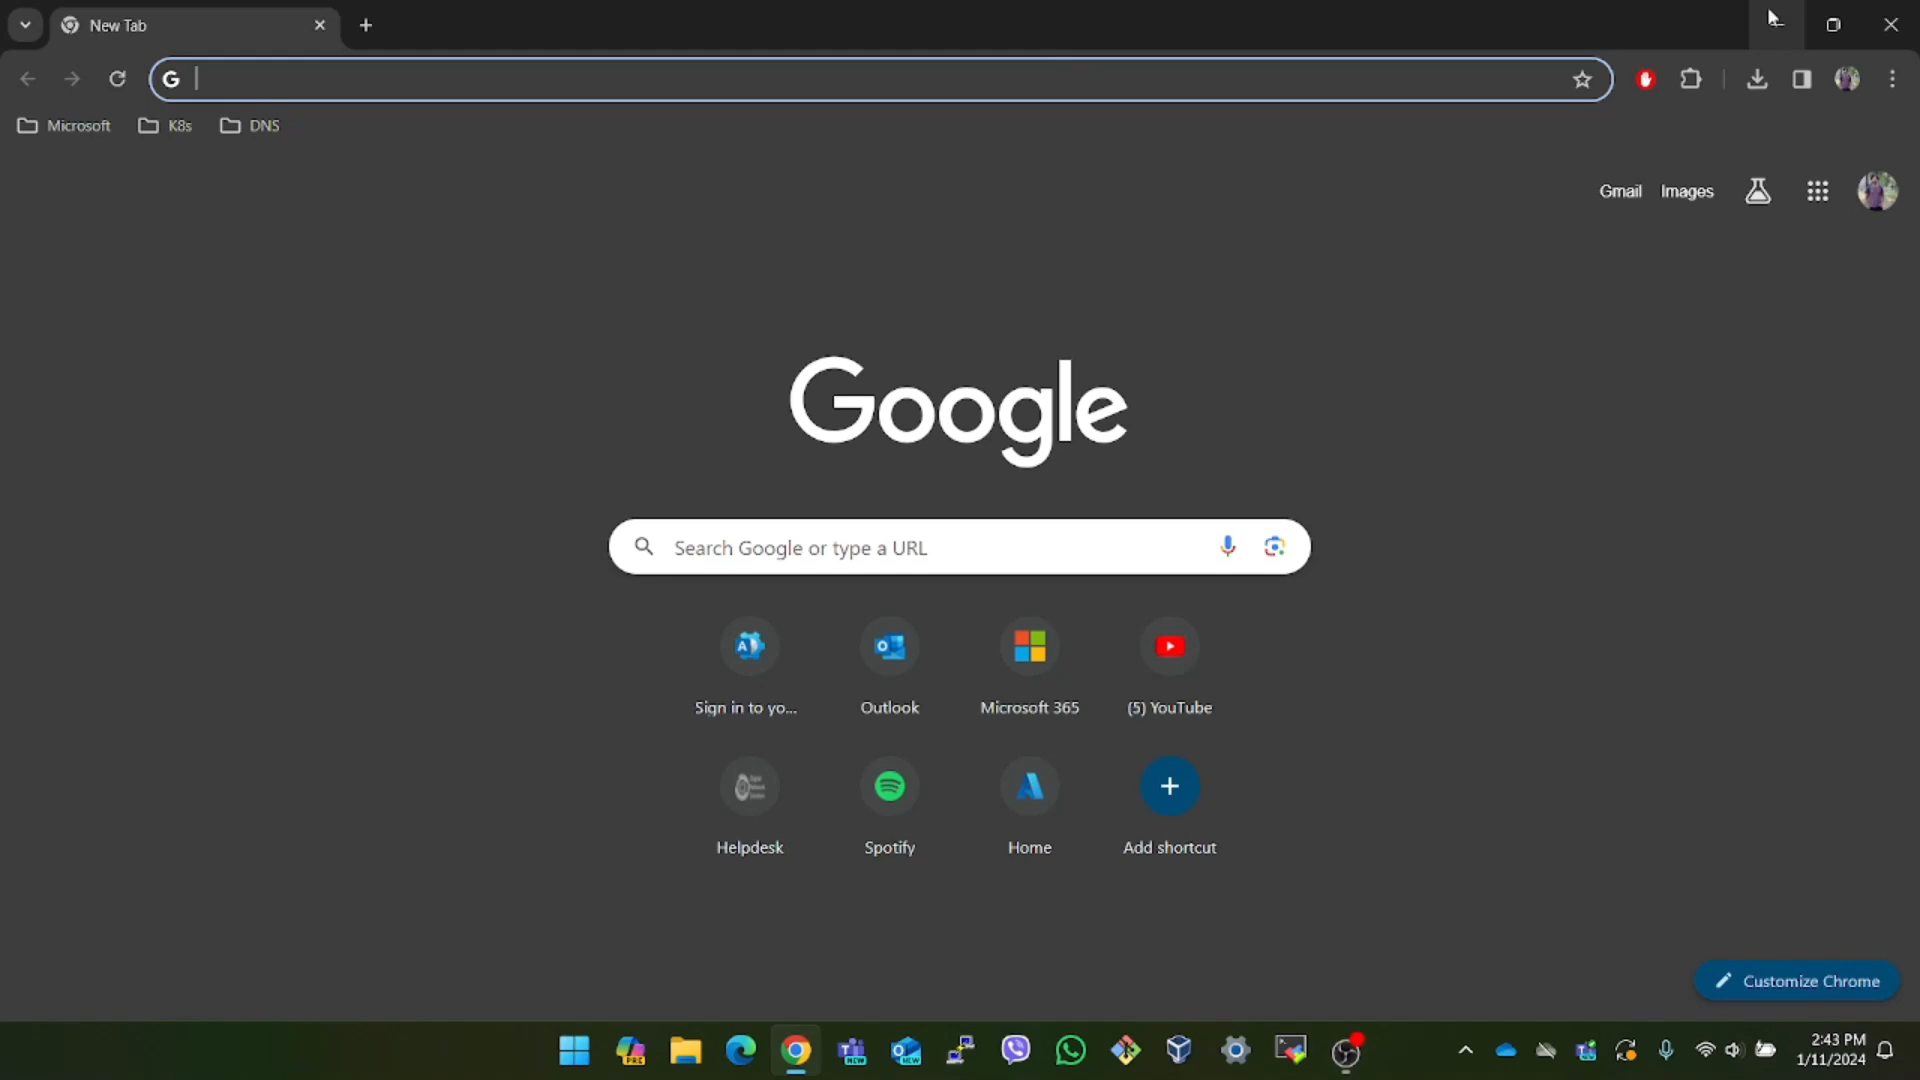 New Tab
Microsoft
K8s
DNS
Gmail
Images
Google
Search Google or type a URL
Sign in to yo...
Outlook
Microsoft 365
(5) YouTube
Helpdesk
Spotify
Home
Add shortcut
Customize Chrome
2:43 PM
1/11/2024